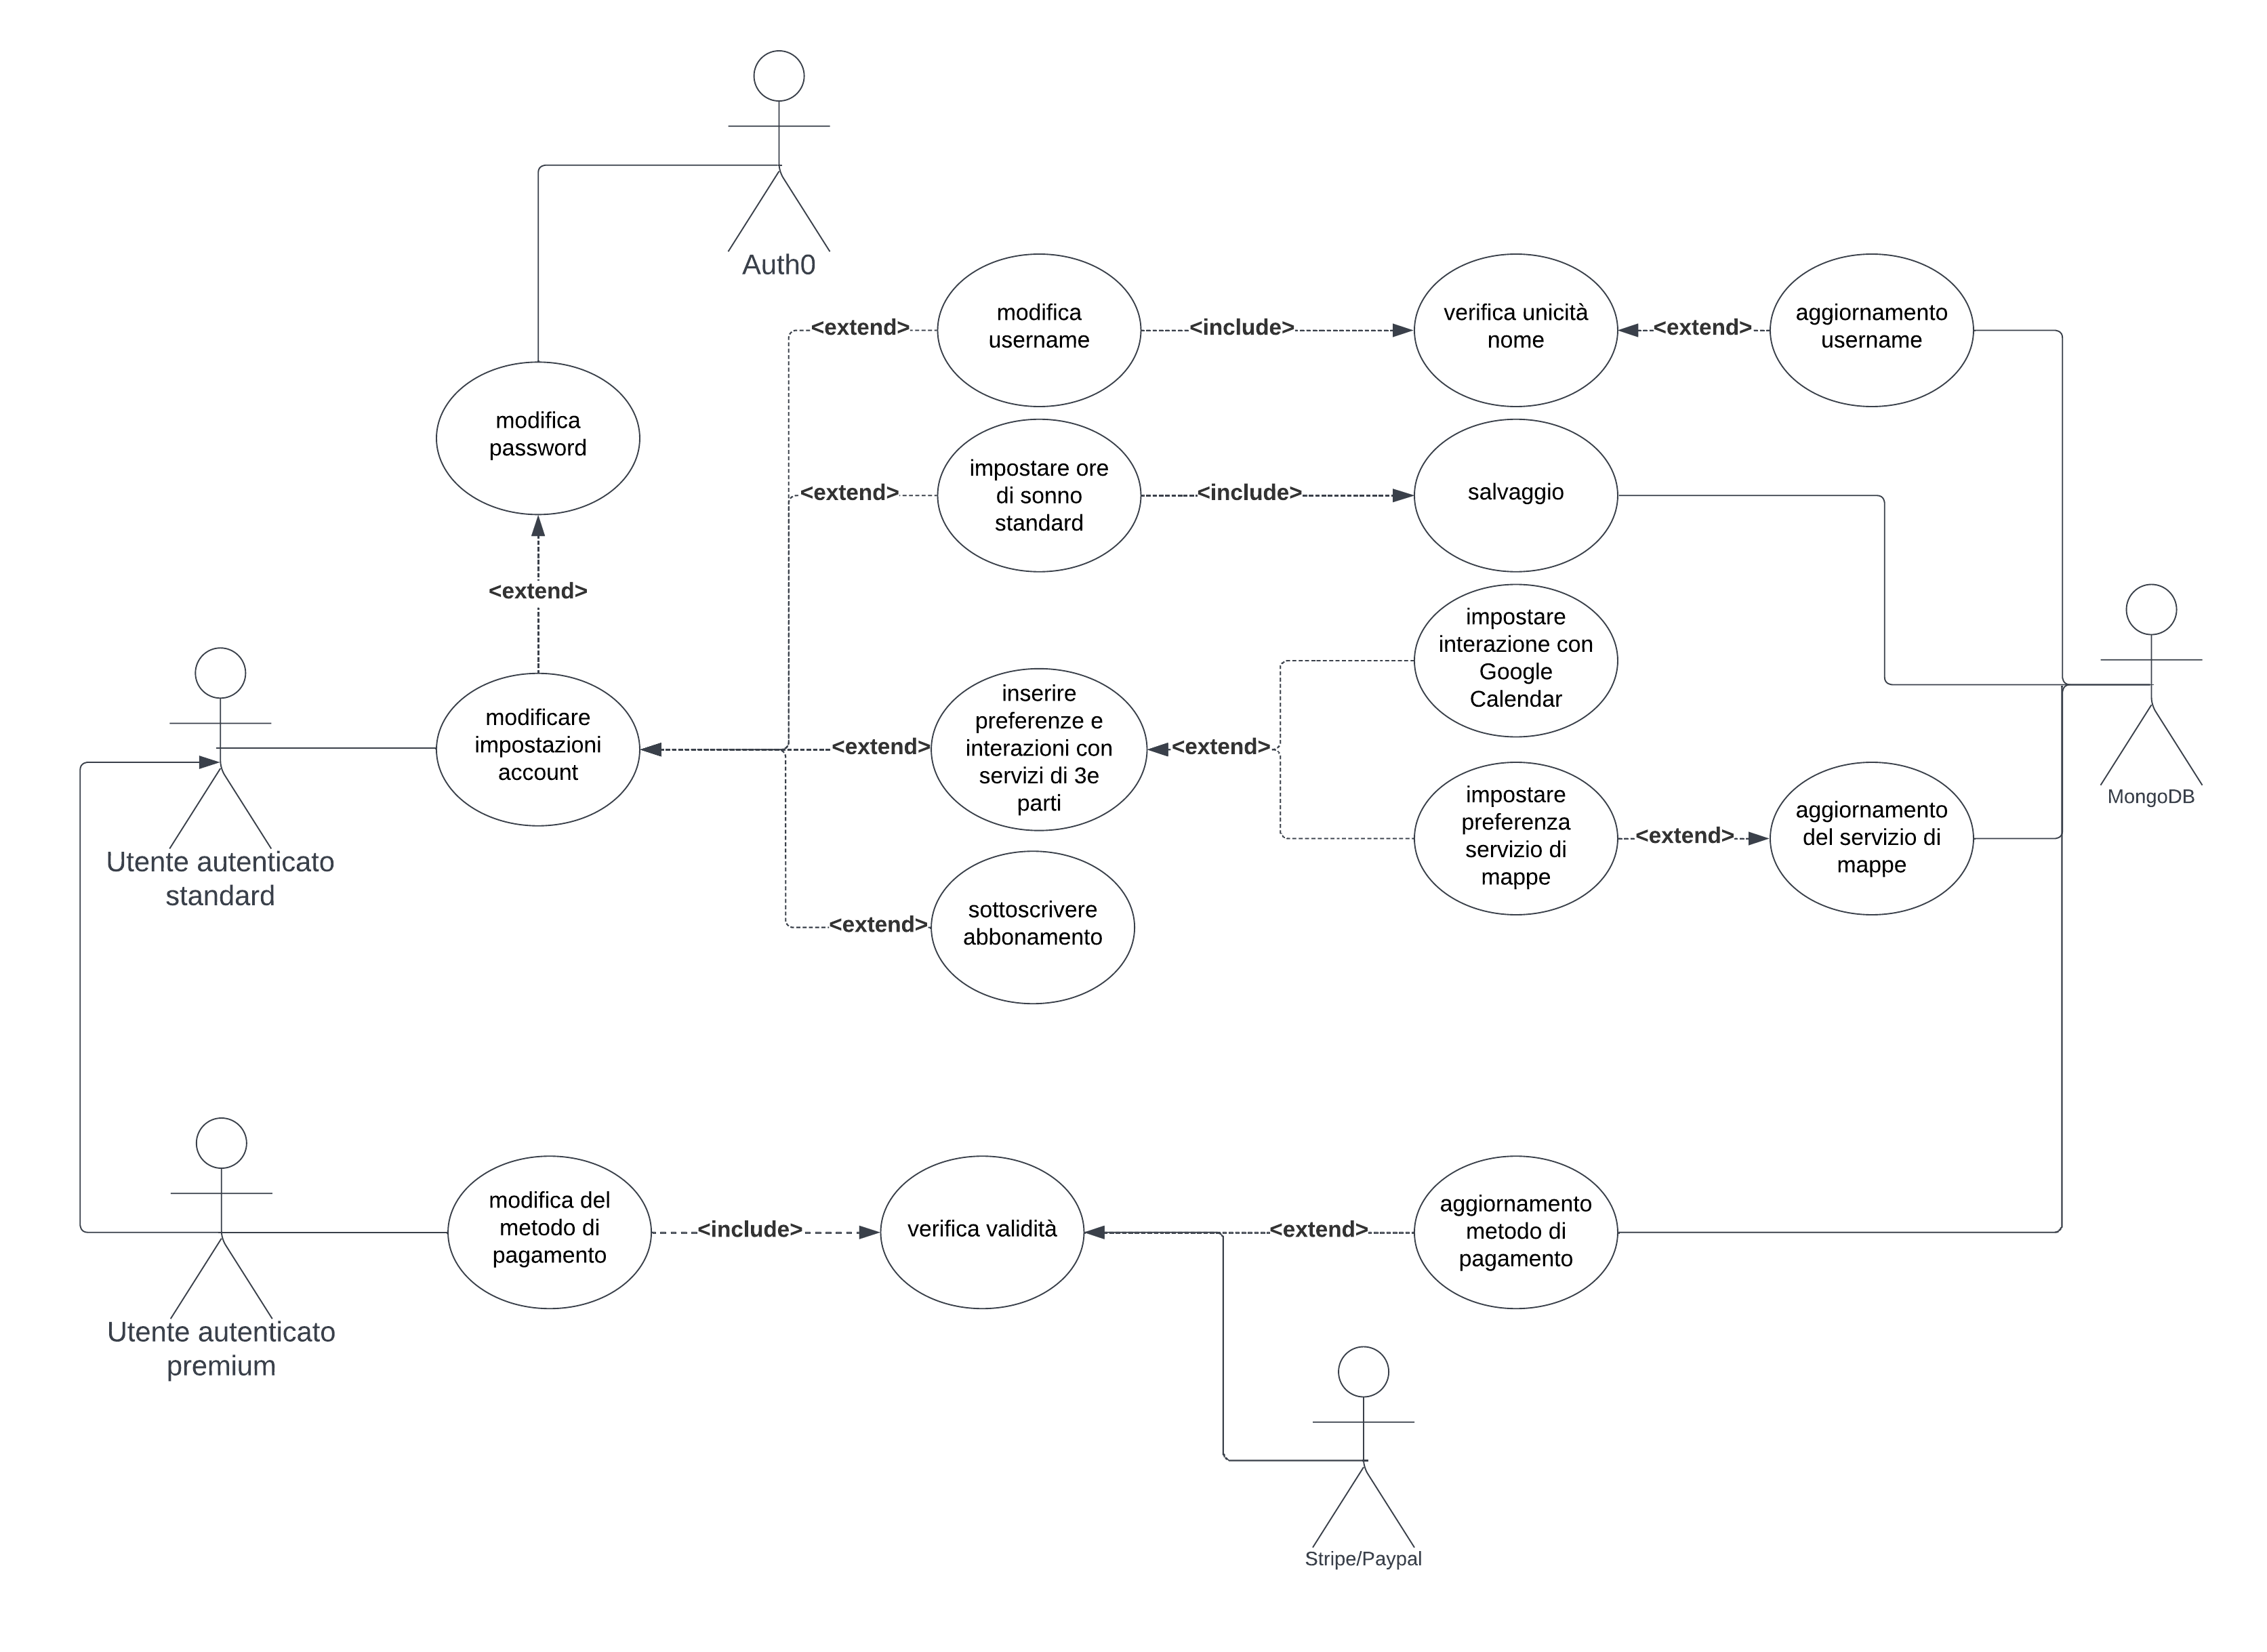 Auth0
<extend>
modifica
username
<include>
verifica unicità
nome
<extend>
aggiornamento
username
modifica
password
<extend>
impostare ore
di sonno
standard
<include>
salvaggio
<extend>
impostare
interazione con
Google
Calendar
modificare
impostazioni
account
<extend>
inserire
preferenze e
interazioni con
servizi di 3e
parti
<extend>
impostare
preferenza
servizio di
mappe
<extend>
aggiornamento
del servizio di
mappe
MongoDB
Utente autenticato
standard
<extend>
sottoscrivere
abbonamento
modifica del
metodo di
pagamento
<include>
verifica validità
<extend>
aggiornamento
metodo di
pagamento
Utente autenticato
premium
Stripe/Paypal